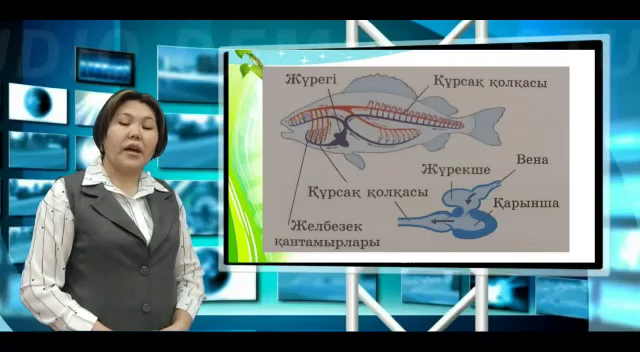 Жүрегі
Құрсақ қолқасы
Вена
Жүрекше
Құрсақ қолқасы
Қарынша
Желбезек
қантамырлары